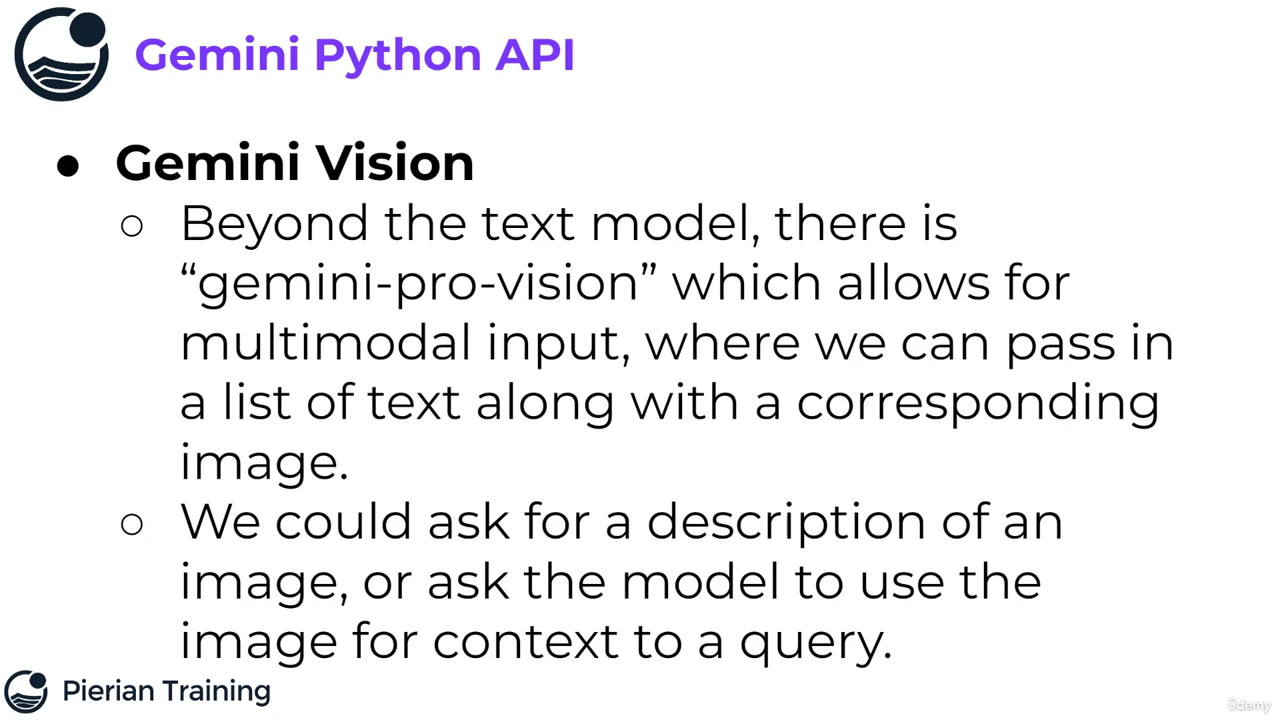 Gemini Python API
● Gemini Vision
○ Beyond the text model, there is
“gemini-pro-vision” which allows for
multimodal input, where we can pass in
a list of text along with a corresponding
image.
○ We could ask for a description of an
image, or ask the model to use the
image for context to a query.
Pierian Training
ûdemy